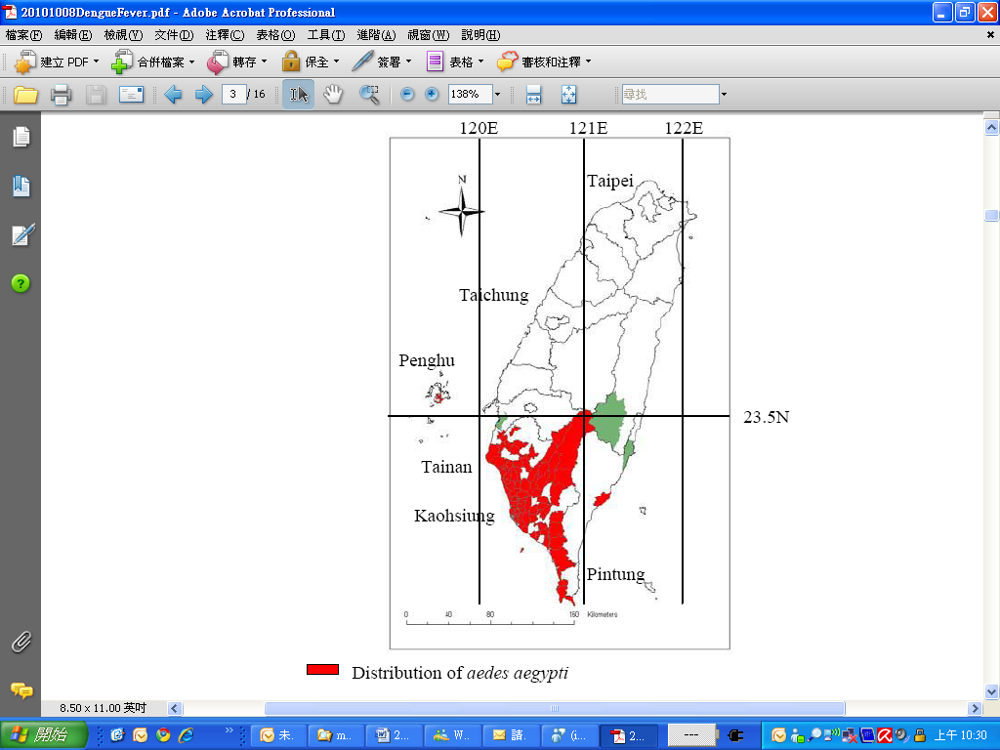 20101008DengueFever.pdf - Adobe Acrobat Professional
檔案(F) 編輯(E) 檢視(V) 文件(D) 注釋(C) 表格(O) 工具(T) 進階(A) 視窗(W) 說明(H)
建立 PDF 合併檔案 轉存 保全 簽署 表格 審核和注釋
3 / 16 138% 尋找
120E 121E 122E
N
Taipei
Taichung
Penghu
23.5N
Tainan
Kaohsiung
Pintung
0 40 80 160 Kilometers
Distribution of aedes aegypti
8.50 x 11.00 英吋
開始 未... m... 2... W... 請... (i... 2... --- 上午 10:30